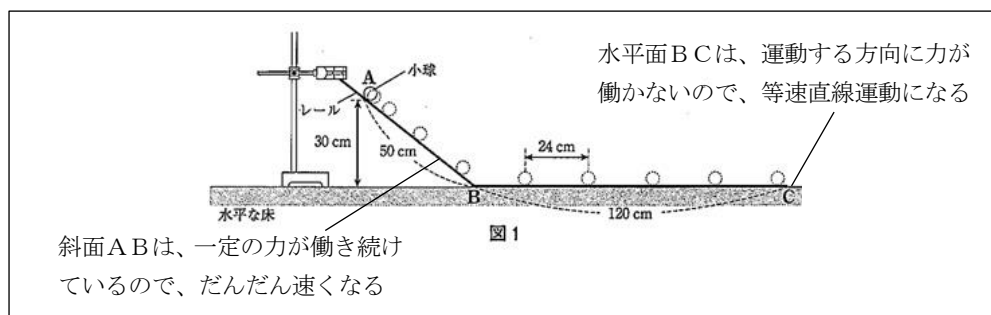 水平面ＢＣは、運動する方向に力が
働かないので、等速直線運動になる
A
小球
レール
30 cm
50 cm
24 cm
B
C
水平な床
120 cm
図1
斜面ＡＢは、一定の力が働き続け
ているので、だんだん速くなる